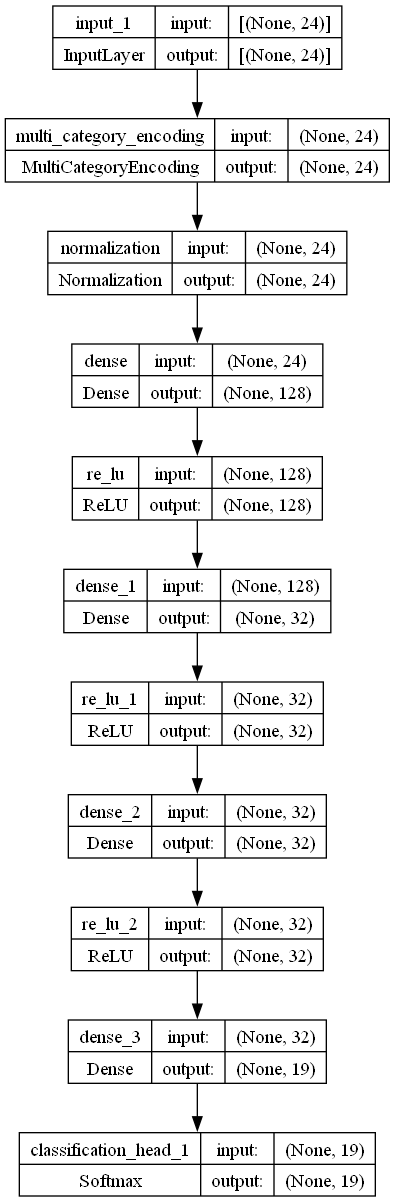 input_1 input: [(None, 24)]
InputLayer output: [(None, 24)]
multi_category_encoding input: (None, 24)
MultiCategoryEncoding output: (None, 24)
normalization input: (None, 24)
Normalization output: (None, 24)
dense input: (None, 24)
Dense output: (None, 128)
re_lu input: (None, 128)
ReLU output: (None, 128)
dense_1 input: (None, 128)
Dense output: (None, 32)
re_lu_1 input: (None, 32)
ReLU output: (None, 32)
dense_2 input: (None, 32)
Dense output: (None, 32)
re_lu_2 input: (None, 32)
ReLU output: (None, 32)
dense_3 input: (None, 32)
Dense output: (None, 19)
classification_head_1 input: (None, 19)
Softmax output: (None, 19)